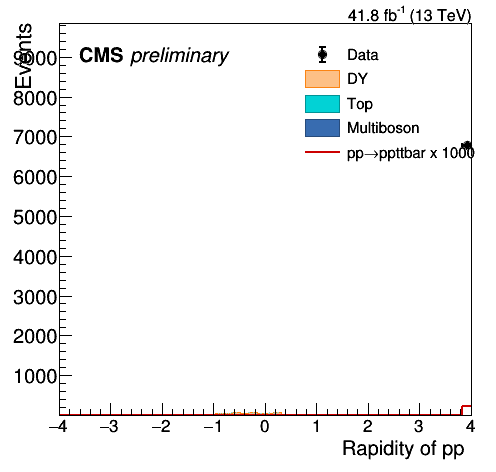 41.8 fb⁻¹ (13 TeV)
Events
CMS preliminary
Data
DY
Top
Multiboson
pp→ppttbar x 1000
9000
8000
7000
6000
5000
4000
3000
2000
1000
−4 −3 −2 −1 0 1 2 3 4
Rapidity of pp